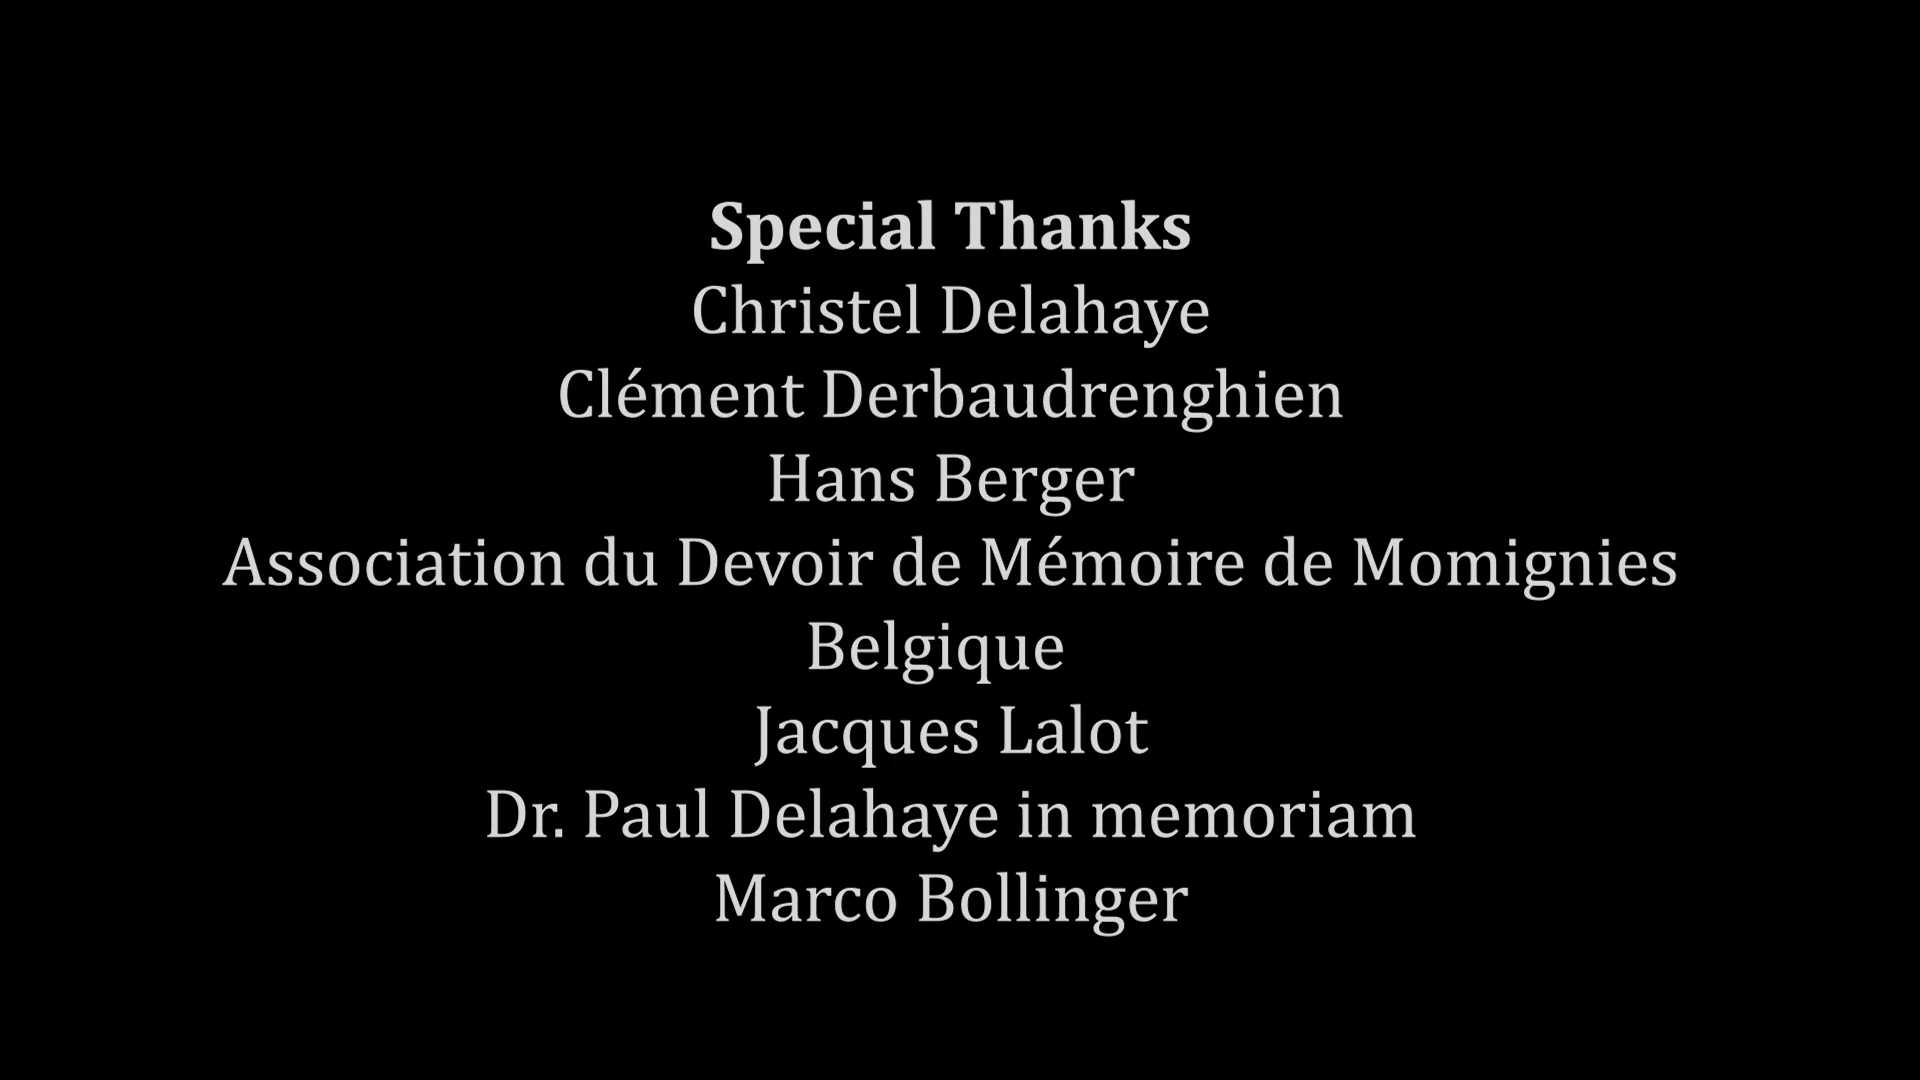 Special Thanks
Christel Delahaye
Clément Derbaudrenghien
Hans Berger
Association du Devoir de Mémoire de Momignies
Belgique
Jacques Lalot
Dr. Paul Delahaye in memoriam
Marco Bollinger